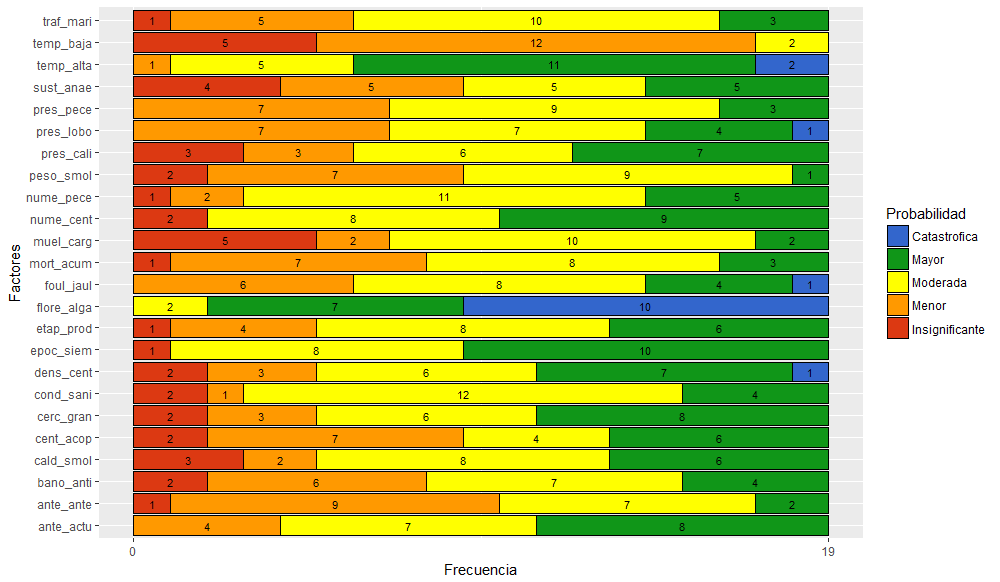 traf_mari 1 5 10 3
temp_baja 5 12 2
temp_alta 1 5 11 2
sust_anae 4 5 5 5
pres_pece 7 9 3
pres_lobo 7 7 4 1
pres_cali 3 3 6 7
peso_smol 2 7 9 1
nume_pece 1 2 11 5
nume_cent 2 8 9
muel_carg 5 2 10 2
mort_acum 1 7 8 3
foul_jaul 6 8 4 1
flore_alga 2 7 10
etap_prod 1 4 8 6
epoc_siem 1 8 10
dens_cent 2 3 6 7 1
cond_sani 2 1 12 4
cerc_gran 2 3 6 8
cent_acop 2 7 4 6
cald_smol 3 2 8 6
bano_anti 2 6 7 4
ante_ante 1 9 7 2
ante_actu 4 7 8
0 19
Frecuencia
Factores
Probabilidad
Catastrofica
Mayor
Moderada
Menor
Insignificante